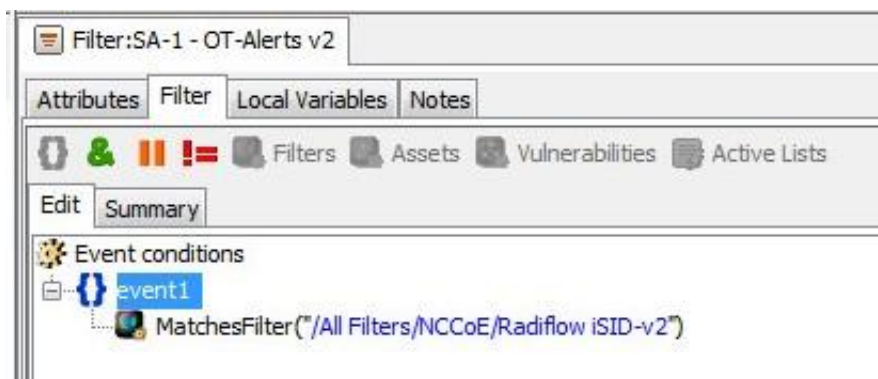 Filter:SA-1 - OT-Alerts v2
Attributes Filter Local Variables Notes
{} & || != Filters Assets Vulnerabilities Active Lists
Edit Summary
Event conditions
{} event1
MatchesFilter("/All Filters/NCCoE/Radiflow iSID-v2")